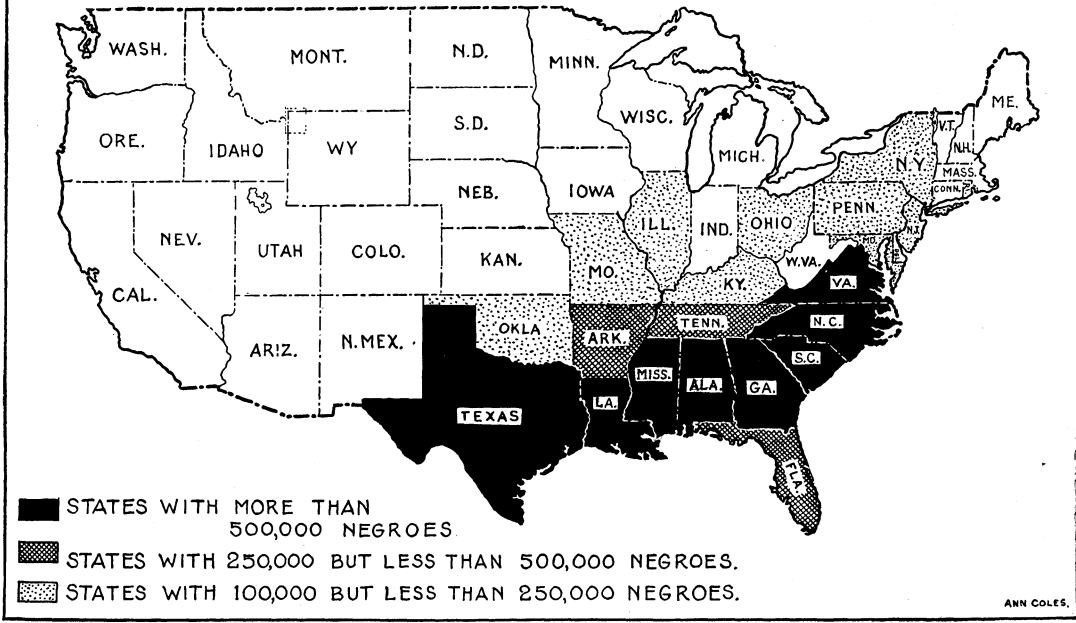 WASH.
MONT.
N.D.
MINN.
ORE.
IDAHO
WY
S.D.
WISC.
MICH.
ME.
V.T.
N.H.
N.Y.
MASS.
CONN.
NEB.
IOWA
NEV.
UTAH
COLO.
KAN.
ILL.
IND.
OHIO
PENN.
N.J.
MO.
KY.
W.VA.
VA.
CAL.
ARIZ.
N.MEX.
OKLA
ARK.
TENN.
N.C.
S.C.
TEXAS
LA.
MISS.
ALA.
GA.
FLA
STATES WITH MORE THAN
500,000 NEGROES
STATES WITH 250,000 BUT LESS THAN 500,000 NEGROES.
STATES WITH 100,000 BUT LESS THAN 250,000 NEGROES.
ANN COLES.